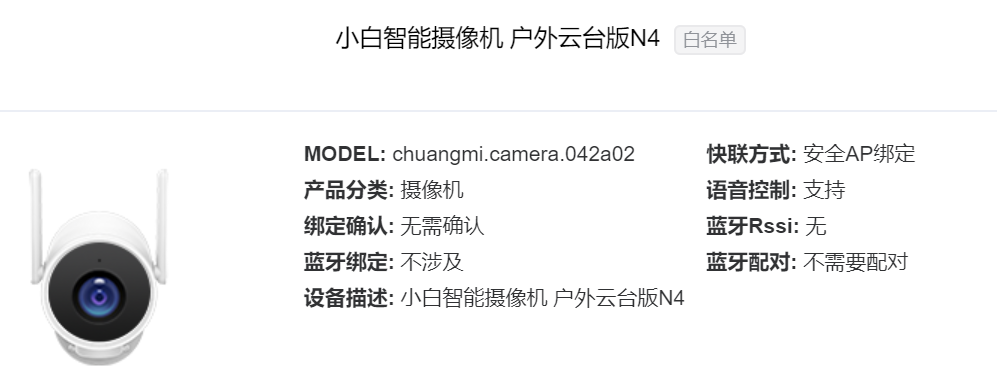 小白智能摄像机 户外云台版N4 白名单
MODEL: chuangmi.camera.042a02 快联方式: 安全AP绑定
产品分类: 摄像机 语音控制: 支持
绑定确认: 无需确认 蓝牙Rssi: 无
蓝牙绑定: 不涉及 蓝牙配对: 不需要配对
设备描述: 小白智能摄像机 户外云台版N4